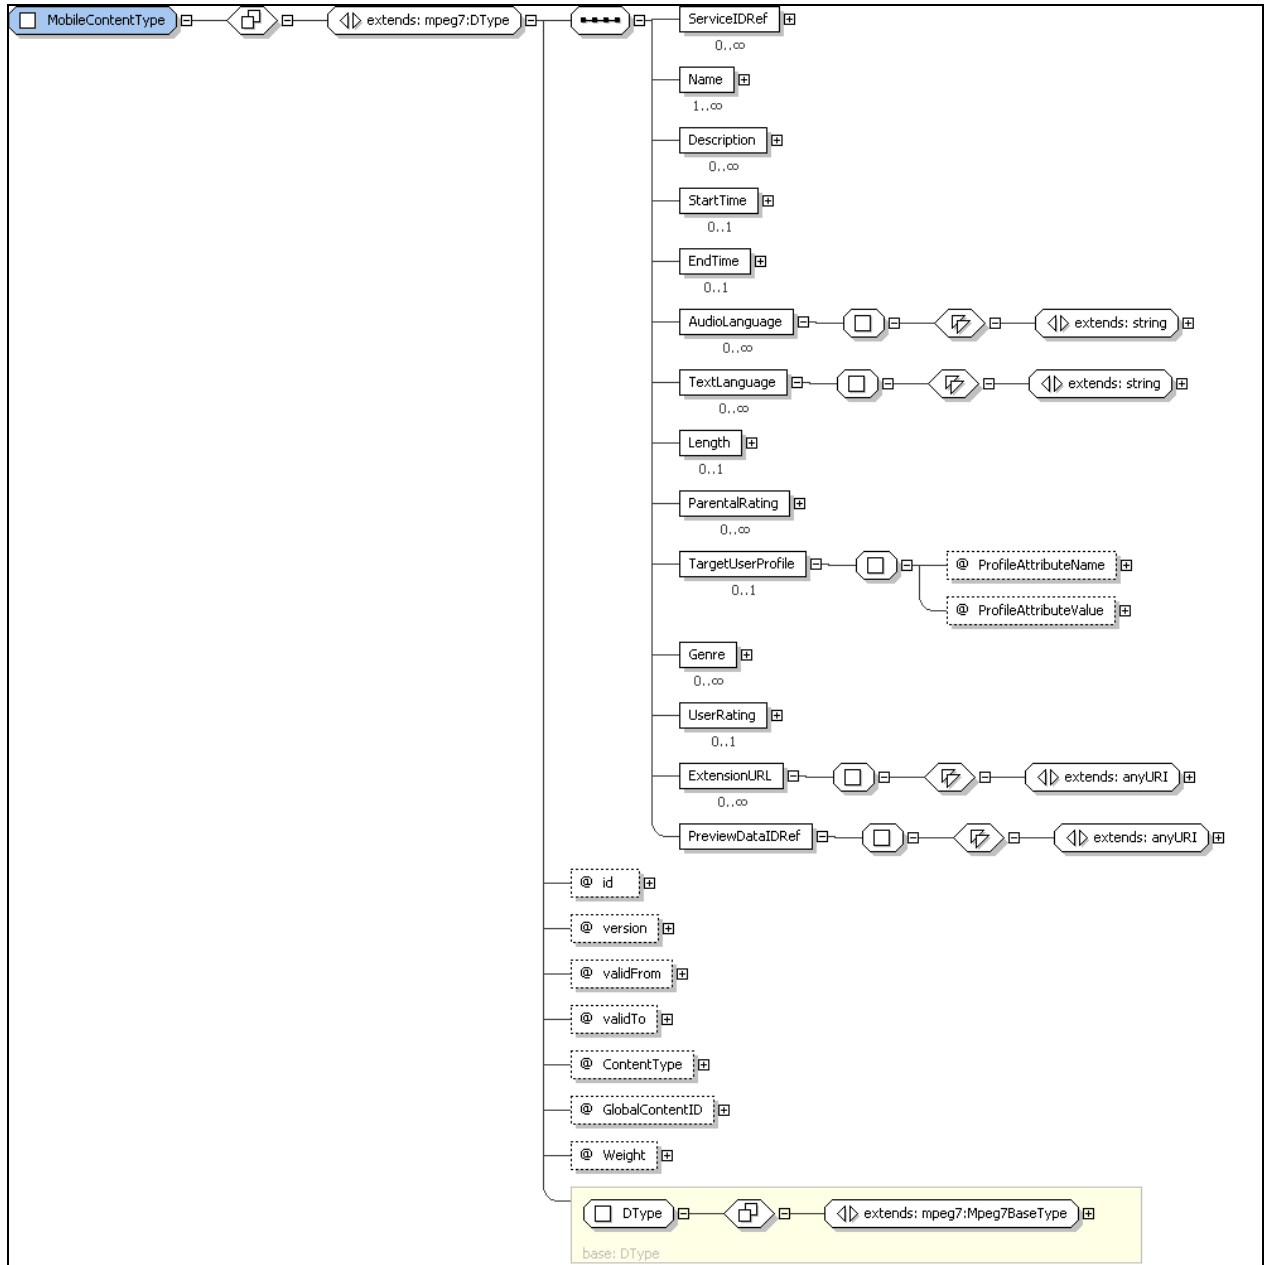 MobileContentType extends: mpeg7:DType ServiceIDRef
0..∞
Name
1..∞
Description
0..∞
StartTime
0..1
EndTime
0..1
AudioLanguage extends: string
0..∞
TextLanguage extends: string
0..∞
Length
0..1
ParentalRating
0..∞
TargetUserProfile @ ProfileAttributeName
0..1
@ ProfileAttributeValue
Genre
0..∞
UserRating
0..1
ExtensionURL extends: anyURI
0..∞
PreviewDataIDRef extends: anyURI
@ id
@ version
@ validFrom
@ validTo
@ ContentType
@ GlobalContentID
@ Weight
DType extends: mpeg7:Mpeg7BaseType
base: DType